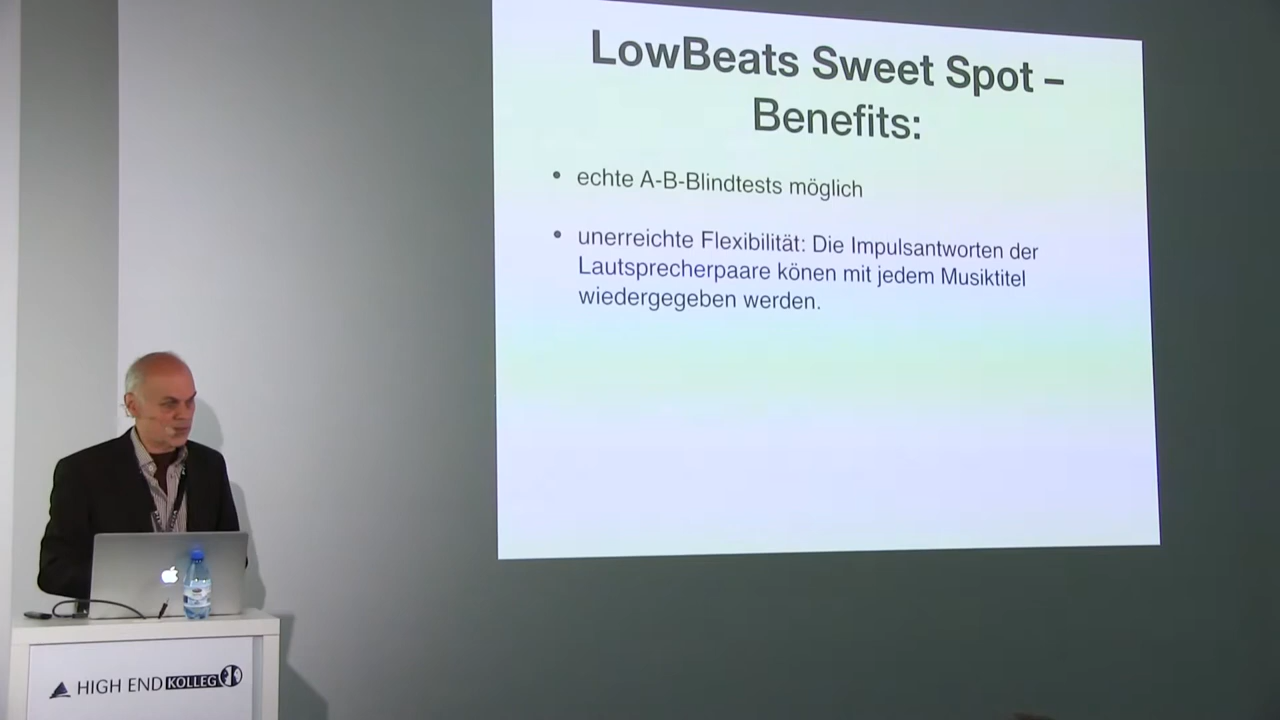 LowBeats Sweet Spot –
Benefits:
• echte A-B-Blindtests möglich
• unerreichte Flexibilität: Die Impulsantworten der
Lautsprecherpaare könen mit jedem Musiktitel
wiedergegeben werden.
HIGH END KOLLEG